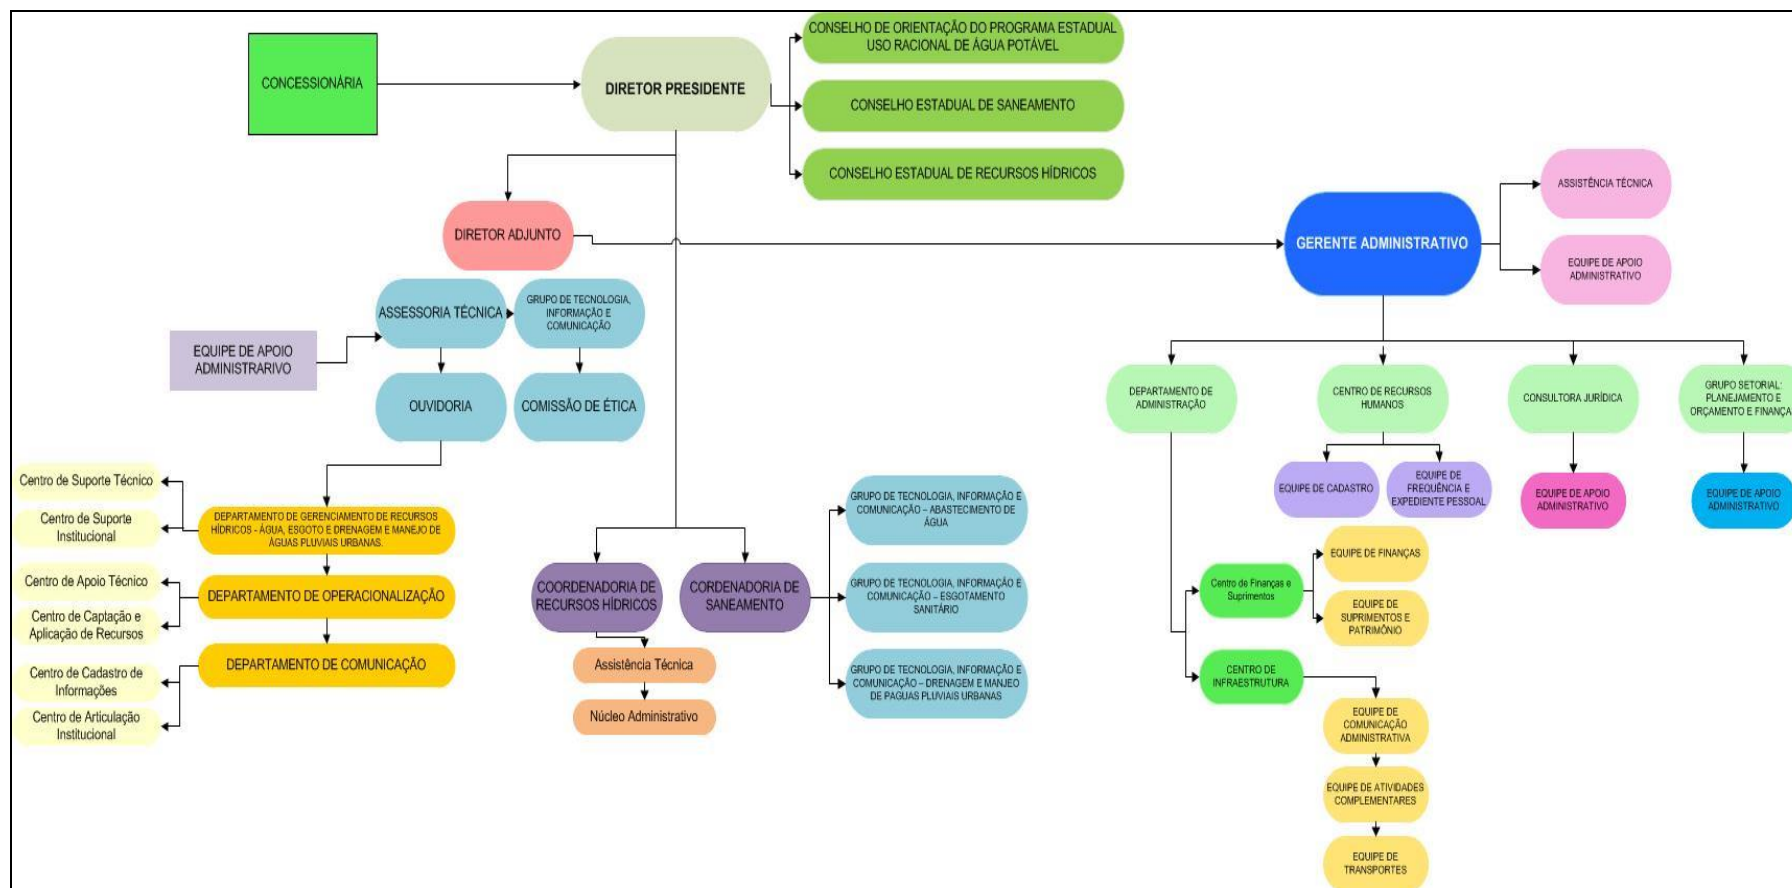 CONCESSIONÁRIA
DIRETOR PRESIDENTE
CONSELHO DE ORIENTAÇÃO DO PROGRAMA ESTADUAL
USO RACIONAL DE ÁGUA POTÁVEL
CONSELHO ESTADUAL DE SANEAMENTO
CONSELHO ESTADUAL DE RECURSOS HÍDRICOS
DIRETOR ADJUNTO
GERENTE ADMINISTRATIVO
ASSISTÊNCIA TÉCNICA
EQUIPE DE APOIO
ADMINISTRATIVO
ASSESSORIA TÉCNICA
GRUPO DE TECNOLOGIA,
INFORMAÇÃO E
COMUNICAÇÃO
EQUIPE DE APOIO
ADMINISTRARIVO
OUVIDORIA
COMISSÃO DE ÉTICA
DEPARTAMENTO DE
ADMINISTRAÇÃO
CENTRO DE RECURSOS
HUMANOS
CONSULTORA JURÍDICA
GRUPO SETORIAL:
PLANEJAMENTO E
ORÇAMENTO E FINANÇA
EQUIPE DE CADASTRO
EQUIPE DE
FREQUÊNCIA E
EXPEDIENTE PESSOAL
EQUIPE DE APOIO
ADMINISTRATIVO
EQUIPE DE APOIO
ADMINISTRATIVO
Centro de Suporte Técnico
Centro de Suporte
Institucional
DEPARTAMENTO DE GERENCIAMENTO DE RECURSOS
HÍDRICOS - ÁGUA, ESGOTO E DRENAGEM E MANEJO DE
ÁGUAS PLUVIAIS URBANAS.
Centro de Apoio Técnico
Centro de Captação e
Aplicação de Recursos
DEPARTAMENTO DE OPERACIONALIZAÇÃO
Centro de Cadastro de
Informações
Centro de Articulação
Institucional
DEPARTAMENTO DE COMUNICAÇÃO
COORDENADORIA DE
RECURSOS HÍDRICOS
CORDENADORIA DE
SANEAMENTO
Assistência Técnica
Núcleo Administrativo
GRUPO DE TECNOLOGIA, INFORMAÇÃO E
COMUNICAÇÃO – ABASTECIMENTO DE
ÁGUA
GRUPO DE TECNOLOGIA, INFORMAÇÃO E
COMUNICAÇÃO – ESGOTAMENTO
SANITÁRIO
GRUPO DE TECNOLOGIA, INFORMAÇÃO E
COMUNICAÇÃO – DRENAGEM E MANJEO
DE PAGUAS PLUVIAIS URBANAS
Centro de Finanças e
Suprimentos
EQUIPE DE FINANÇAS
EQUIPE DE
SUPRIMENTOS E
PATRIMÔNIO
CENTRO DE
INFRAESTRUTURA
EQUIPE DE
COMUNICAÇÃO
ADMINISTRATIVA
EQUIPE DE ATIVIDADES
COMPLEMENTARES
EQUIPE DE
TRANSPORTES